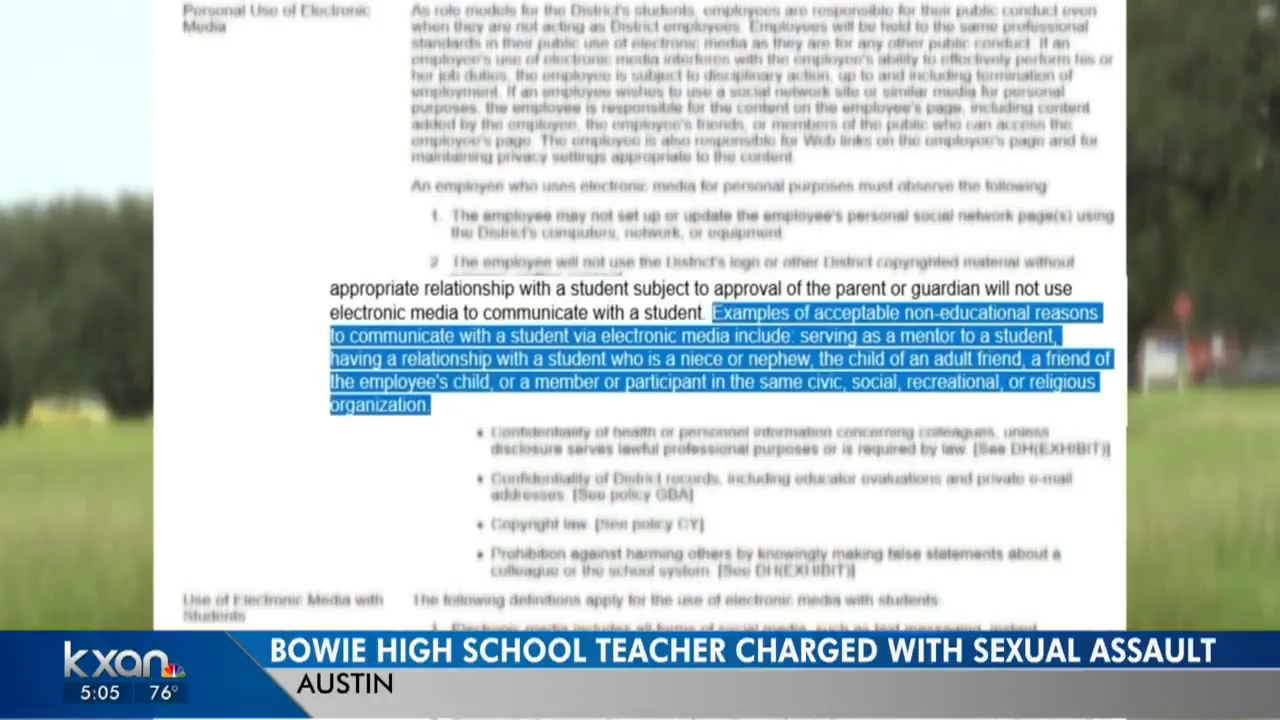 Personal Use of Electronic
Media
As role models for the District's students, employees are responsible for their public conduct even
when they are not acting as District employees. Employees will be held to the same professional
standards in their public use of electronic media as they are for any other public conduct. If an
employee's use of electronic media interferes with the employee's ability to effectively perform his or
her job duties, the employee is subject to disciplinary action, up to and including termination of
employment. If an employee wishes to use a social network site or similar media for personal
purposes, the employee is responsible for the content on the employee's page, including content
added by the employee, the employee's friends, or members of the public who can access the
employee's page. The employee is also responsible for Web links on the employee's page and for
maintaining privacy settings appropriate to the content.
An employee who uses electronic media for personal purposes must observe the following:
1. The employee may not set up or update the employee's personal social network page(s) using
the District's computers, network, or equipment.
2. The employee will not use the District's logo or other District copyrighted material without
appropriate relationship with a student subject to approval of the parent or guardian will not use
electronic media to communicate with a student. Examples of acceptable non-educational reasons
to communicate with a student via electronic media include: serving as a mentor to a student,
having a relationship with a student who is a niece or nephew, the child of an adult friend, a friend of
the employee's child, or a member or participant in the same civic, social, recreational, or religious
organization.
• Confidentiality of health or personnel information concerning colleagues, unless
disclosure serves lawful professional purposes or is required by law. [See DH(EXHIBIT)]
• Confidentiality of District records, including educator evaluations and private e-mail
addresses. [See policy GBA]
• Copyright law. [See policy CY]
• Prohibition against harming others by knowingly making false statements about a
colleague or the school system. [See DH(EXHIBIT)]
Use of Electronic Media with
Students
The following definitions apply for the use of electronic media with students:
kxan
5:05 76°
BOWIE HIGH SCHOOL TEACHER CHARGED WITH SEXUAL ASSAULT
AUSTIN